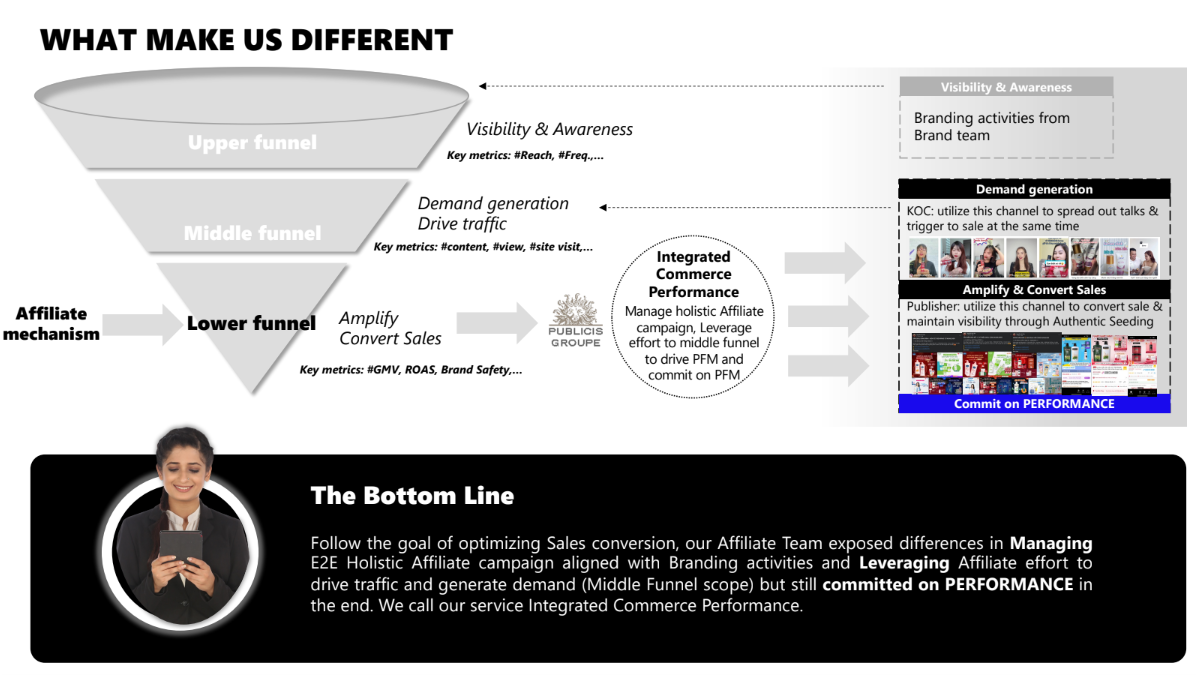 WHAT MAKE US DIFFERENT
Upper funnel
Visibility & Awareness
Key metrics: #Reach, #Freq.,...
Middle funnel
Demand generation
Drive traffic
Key metrics: #content, #view, #site visit,...
Affiliate
mechanism
Lower funnel
Amplify
Convert Sales
Key metrics: #GMV, ROAS, Brand Safety,...
PUBLICIS
GROUPE
Integrated
Commerce
Performance
Manage holistic Affiliate
campaign, Leverage
effort to middle funnel
to drive PFM and
commit on PFM
Visibility & Awareness
Branding activities from
Brand team
Demand generation
KOC: utilize this channel to spread out talks &
trigger to sale at the same time
Amplify & Convert Sales
Publisher: utilize this channel to convert sale &
maintain visibility through Authentic Seeding
Commit on PERFORMANCE
The Bottom Line
Follow the goal of optimizing Sales conversion, our Affiliate Team exposed differences in Managing
E2E Holistic Affiliate campaign aligned with Branding activities and Leveraging Affiliate effort to
drive traffic and generate demand (Middle Funnel scope) but still committed on PERFORMANCE in
the end. We call our service Integrated Commerce Performance.